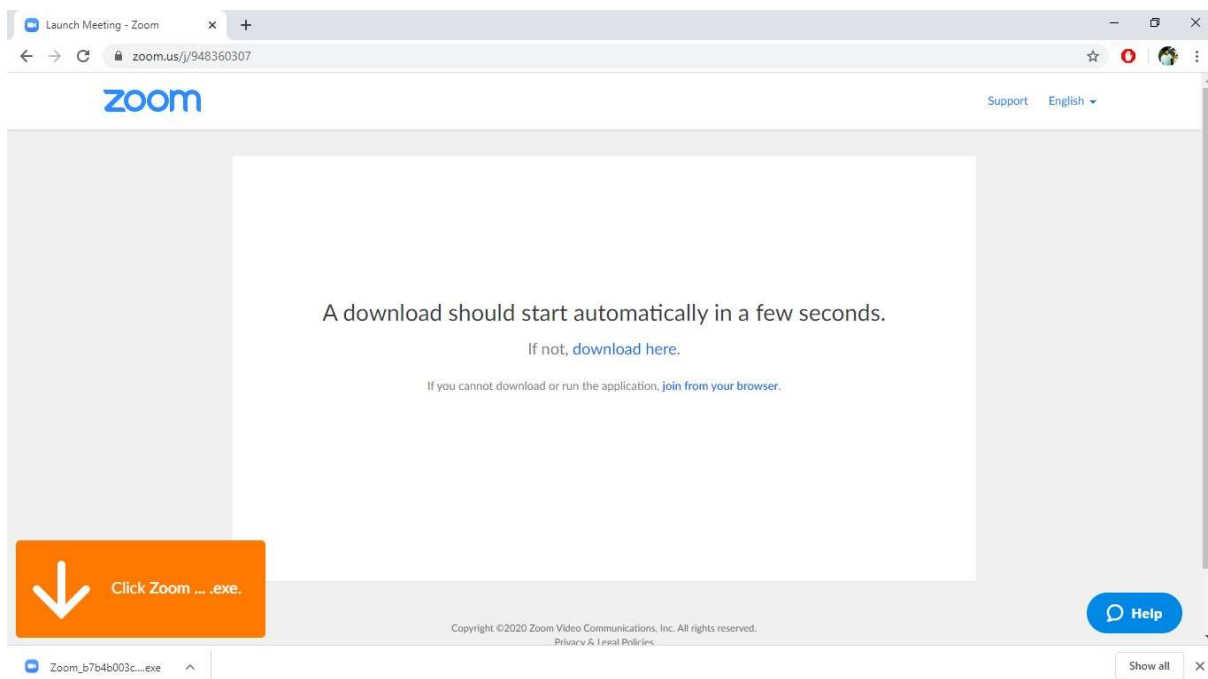 Launch Meeting - Zoom
zoom.us/j/948360307
zoom
Support English
A download should start automatically in a few seconds.
If not, download here.
If you cannot download or run the application, join from your browser.
Click Zoom ... .exe.
Help
Copyright ©2020 Zoom Video Communications, Inc. All rights reserved.
Privacy & Legal Policies
Zoom_b7b4b003c....exe
Show all